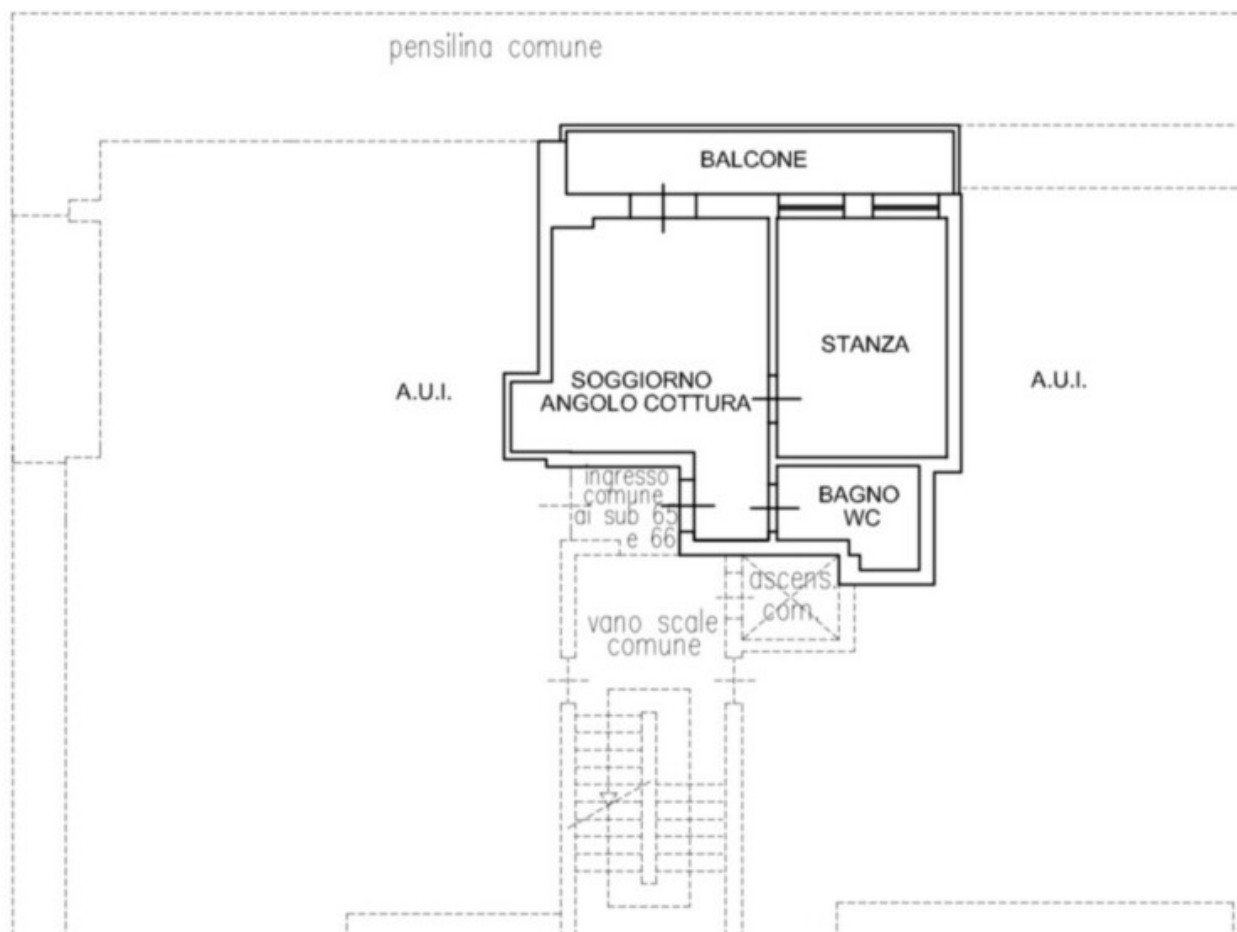 pensilina comune
BALCONE
STANZA
SOGGIORNO
ANGOLO COTTURA
A.U.I.
A.U.I.
ingresso
comune
ai sub 65
e 66
BAGNO
WC
ascens.
com.
vano scale
comune